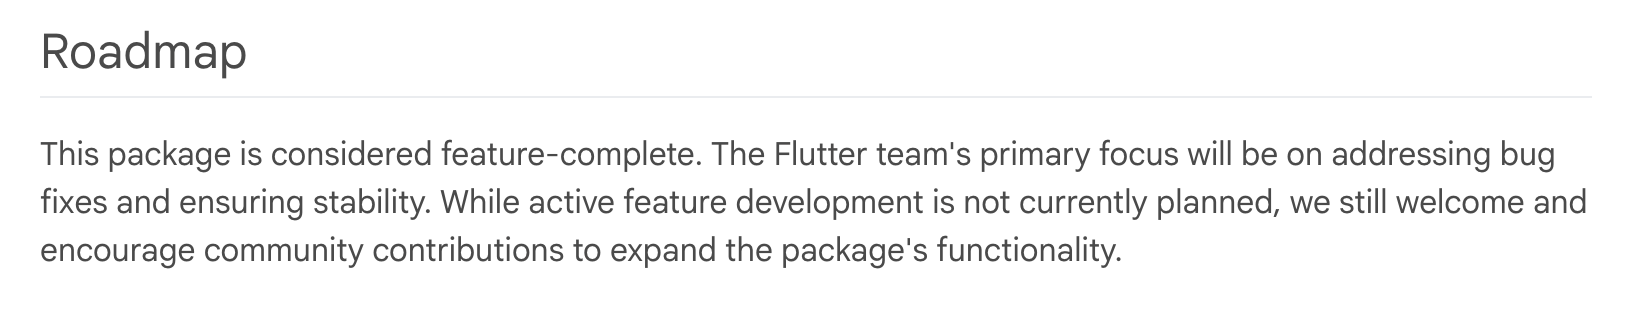 Roadmap
This package is considered feature-complete. The Flutter team's primary focus will be on addressing bug
fixes and ensuring stability. While active feature development is not currently planned, we still welcome and
encourage community contributions to expand the package's functionality.